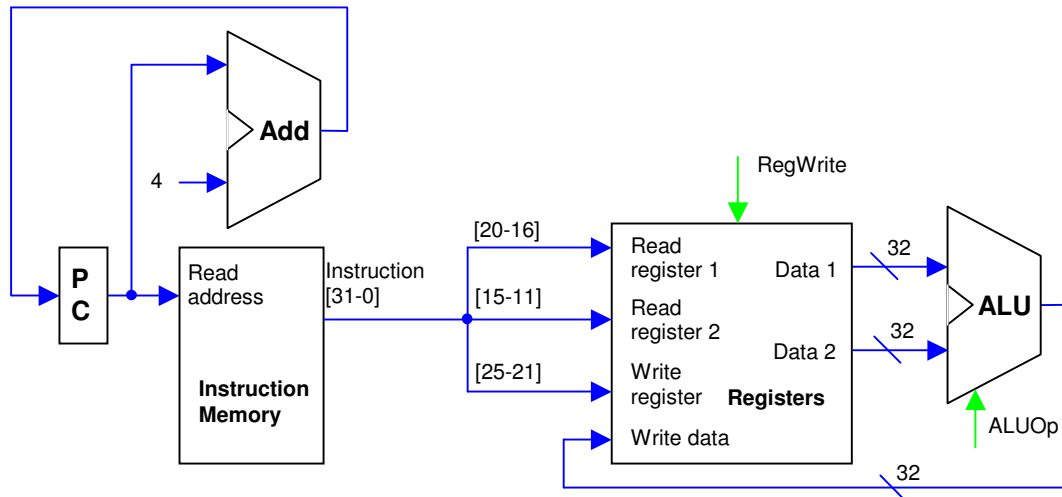 Add
4
RegWrite
P
C
Read
address
Instruction
Memory
Instruction
[31-0]
[20-16]
[15-11]
[25-21]
Read
register 1
Read
register 2
Write
register
Write data
Data 1
Data 2
Registers
32
32
ALU
ALUOp
32